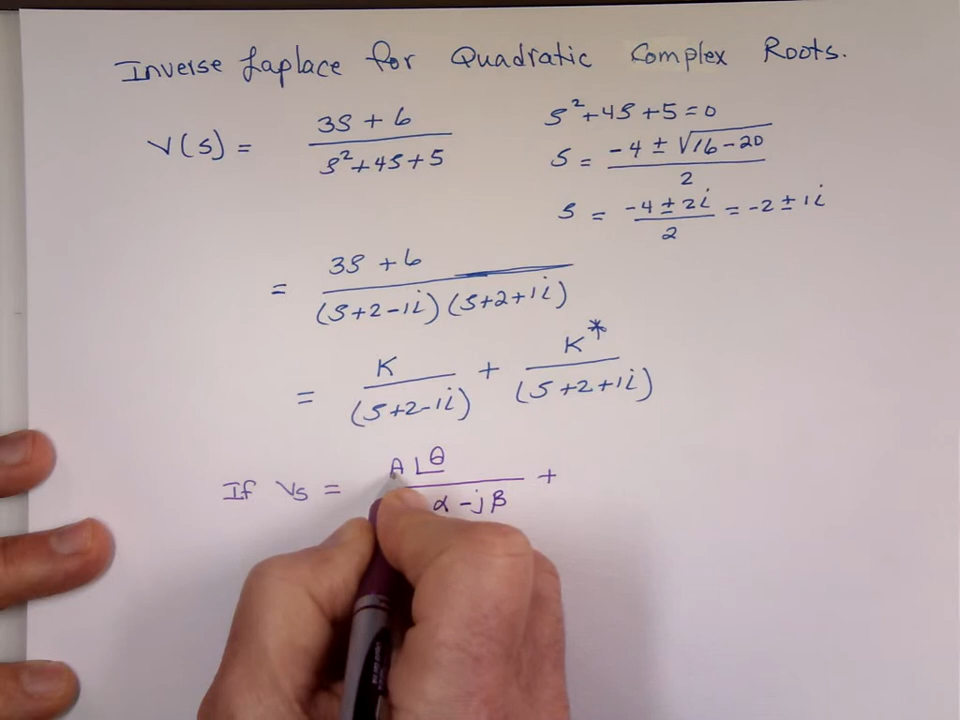 Inverse Laplace for Quadratic Complex Roots.
V(s) = 3s + 6 / s²+4s+5
s²+4s+5=0
s = -4 ± √16-20 / 2
s = -4 ± 2i / 2 = -2 ± 1i
= 3s + 6 / (s+2-1i)(s+2+1i)
= K / (s+2-1i) + K* / (s+2+1i)
If Vs = A∠θ / α - jβ +